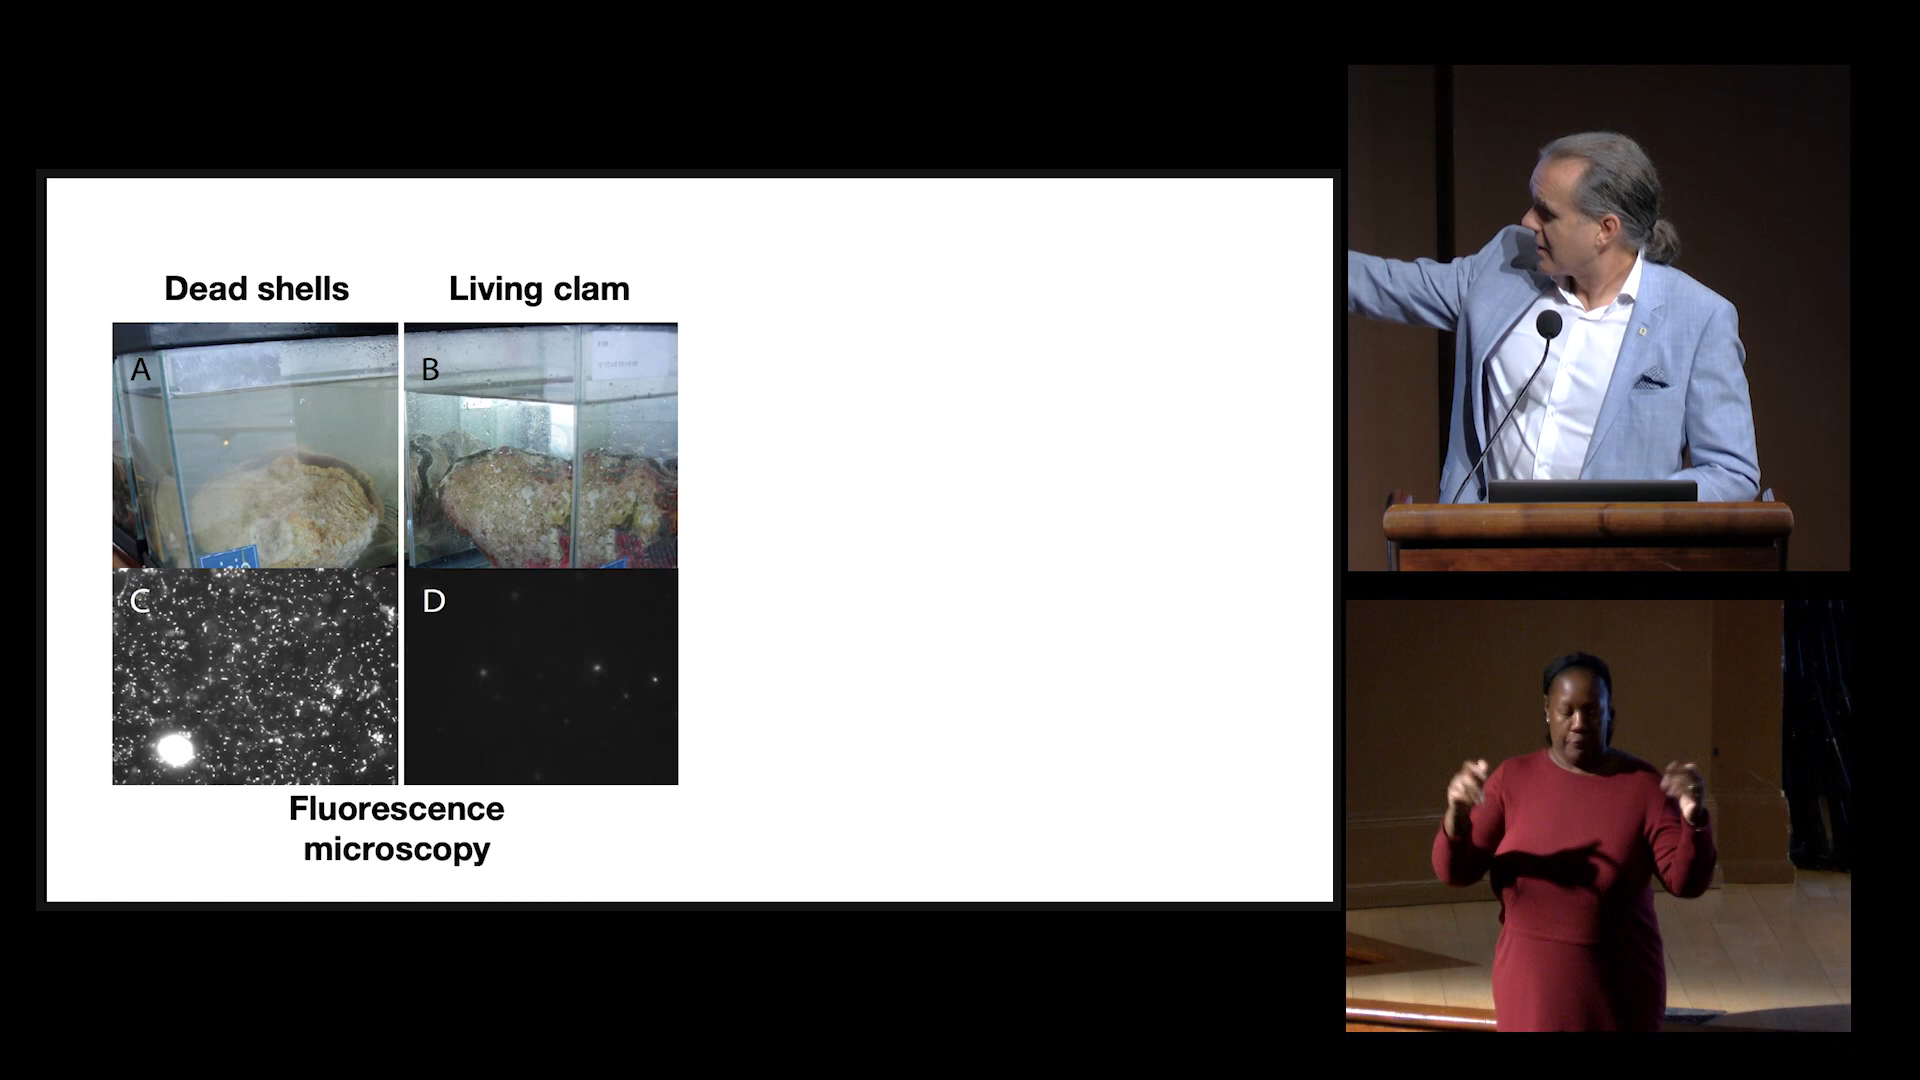 Dead shells
Living clam
A
B
C
D
Fluorescence
microscopy